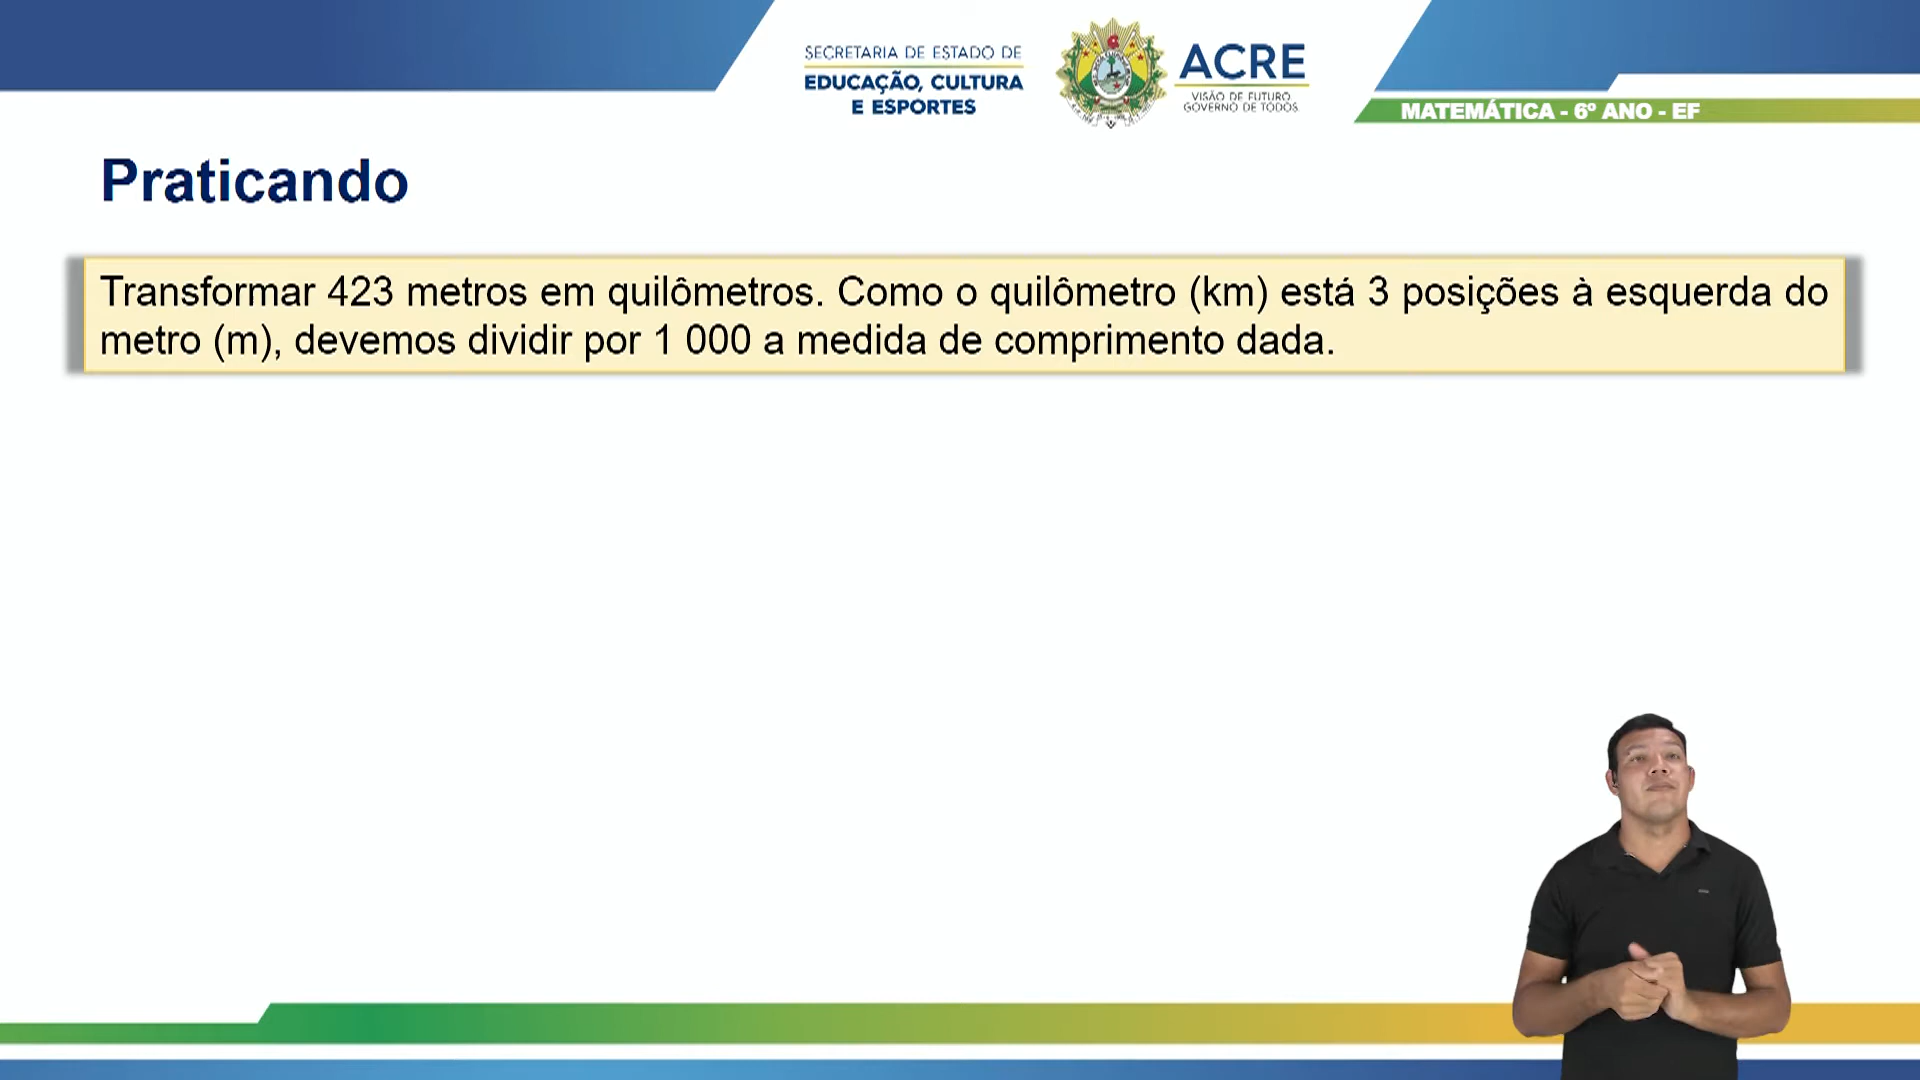 SECRETARIA DE ESTADO DE
EDUCAÇÃO, CULTURA
E ESPORTES
ACRE
VISÃO DE FUTURO
GOVERNO DE TODOS
MATEMÁTICA - 6º ANO - EF
Praticando
Transformar 423 metros em quilômetros. Como o quilômetro (km) está 3 posições à esquerda do
metro (m), devemos dividir por 1 000 a medida de comprimento dada.